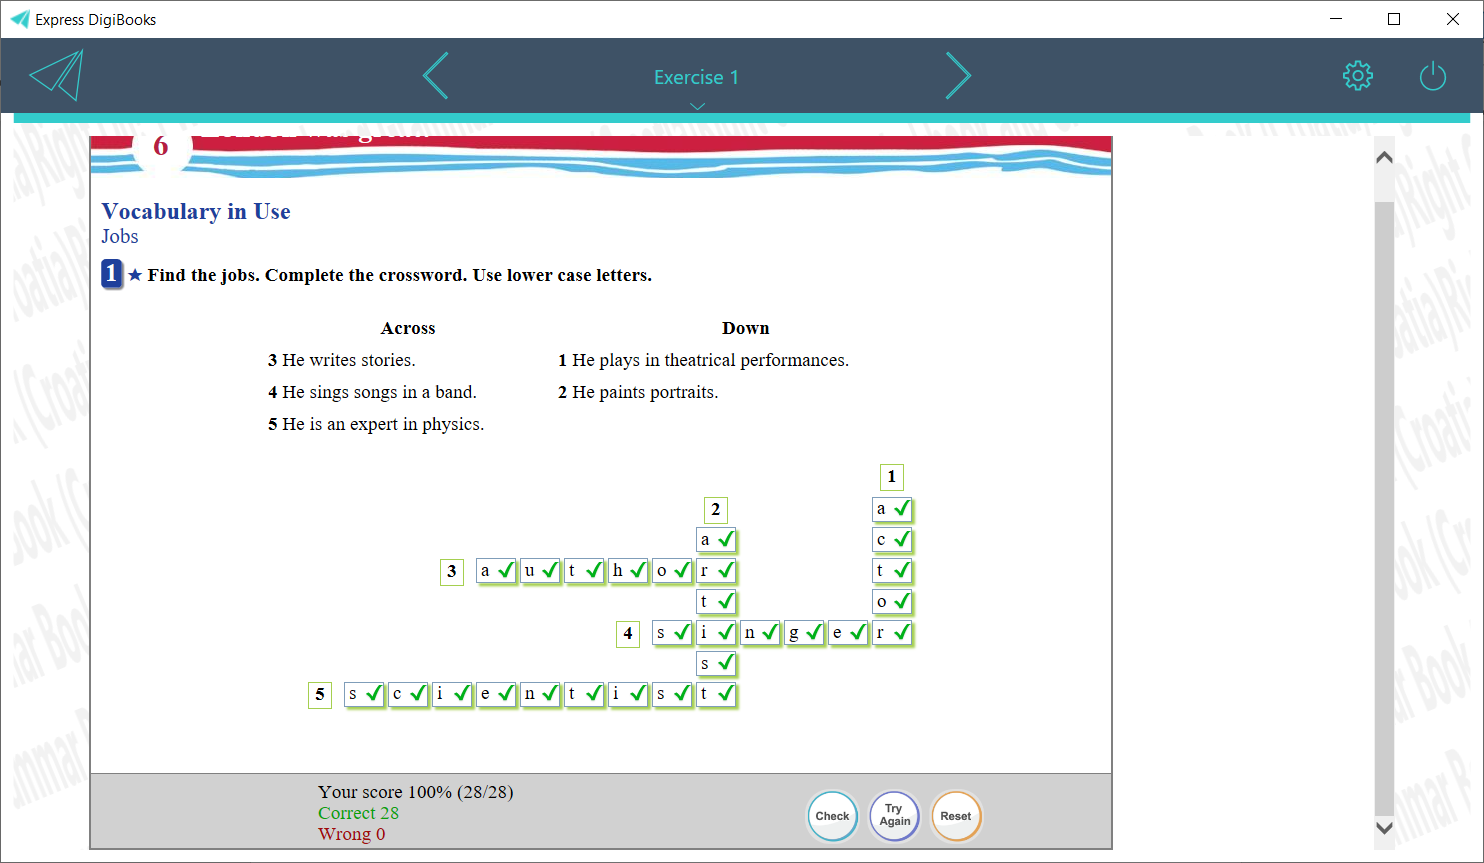 Express DigiBooks
Exercise 1
6
Vocabulary in Use
Jobs
1 ★ Find the jobs. Complete the crossword. Use lower case letters.
Across
Down
3 He writes stories.
1 He plays in theatrical performances.
4 He sings songs in a band.
2 He paints portraits.
5 He is an expert in physics.
1
2
a
a
c
3 a u t h o r
t
t
o
4 s i n g e r
s
5 s c i e n t i s t
Your score 100% (28/28)
Correct 28
Wrong 0
Check
Try
Again
Reset